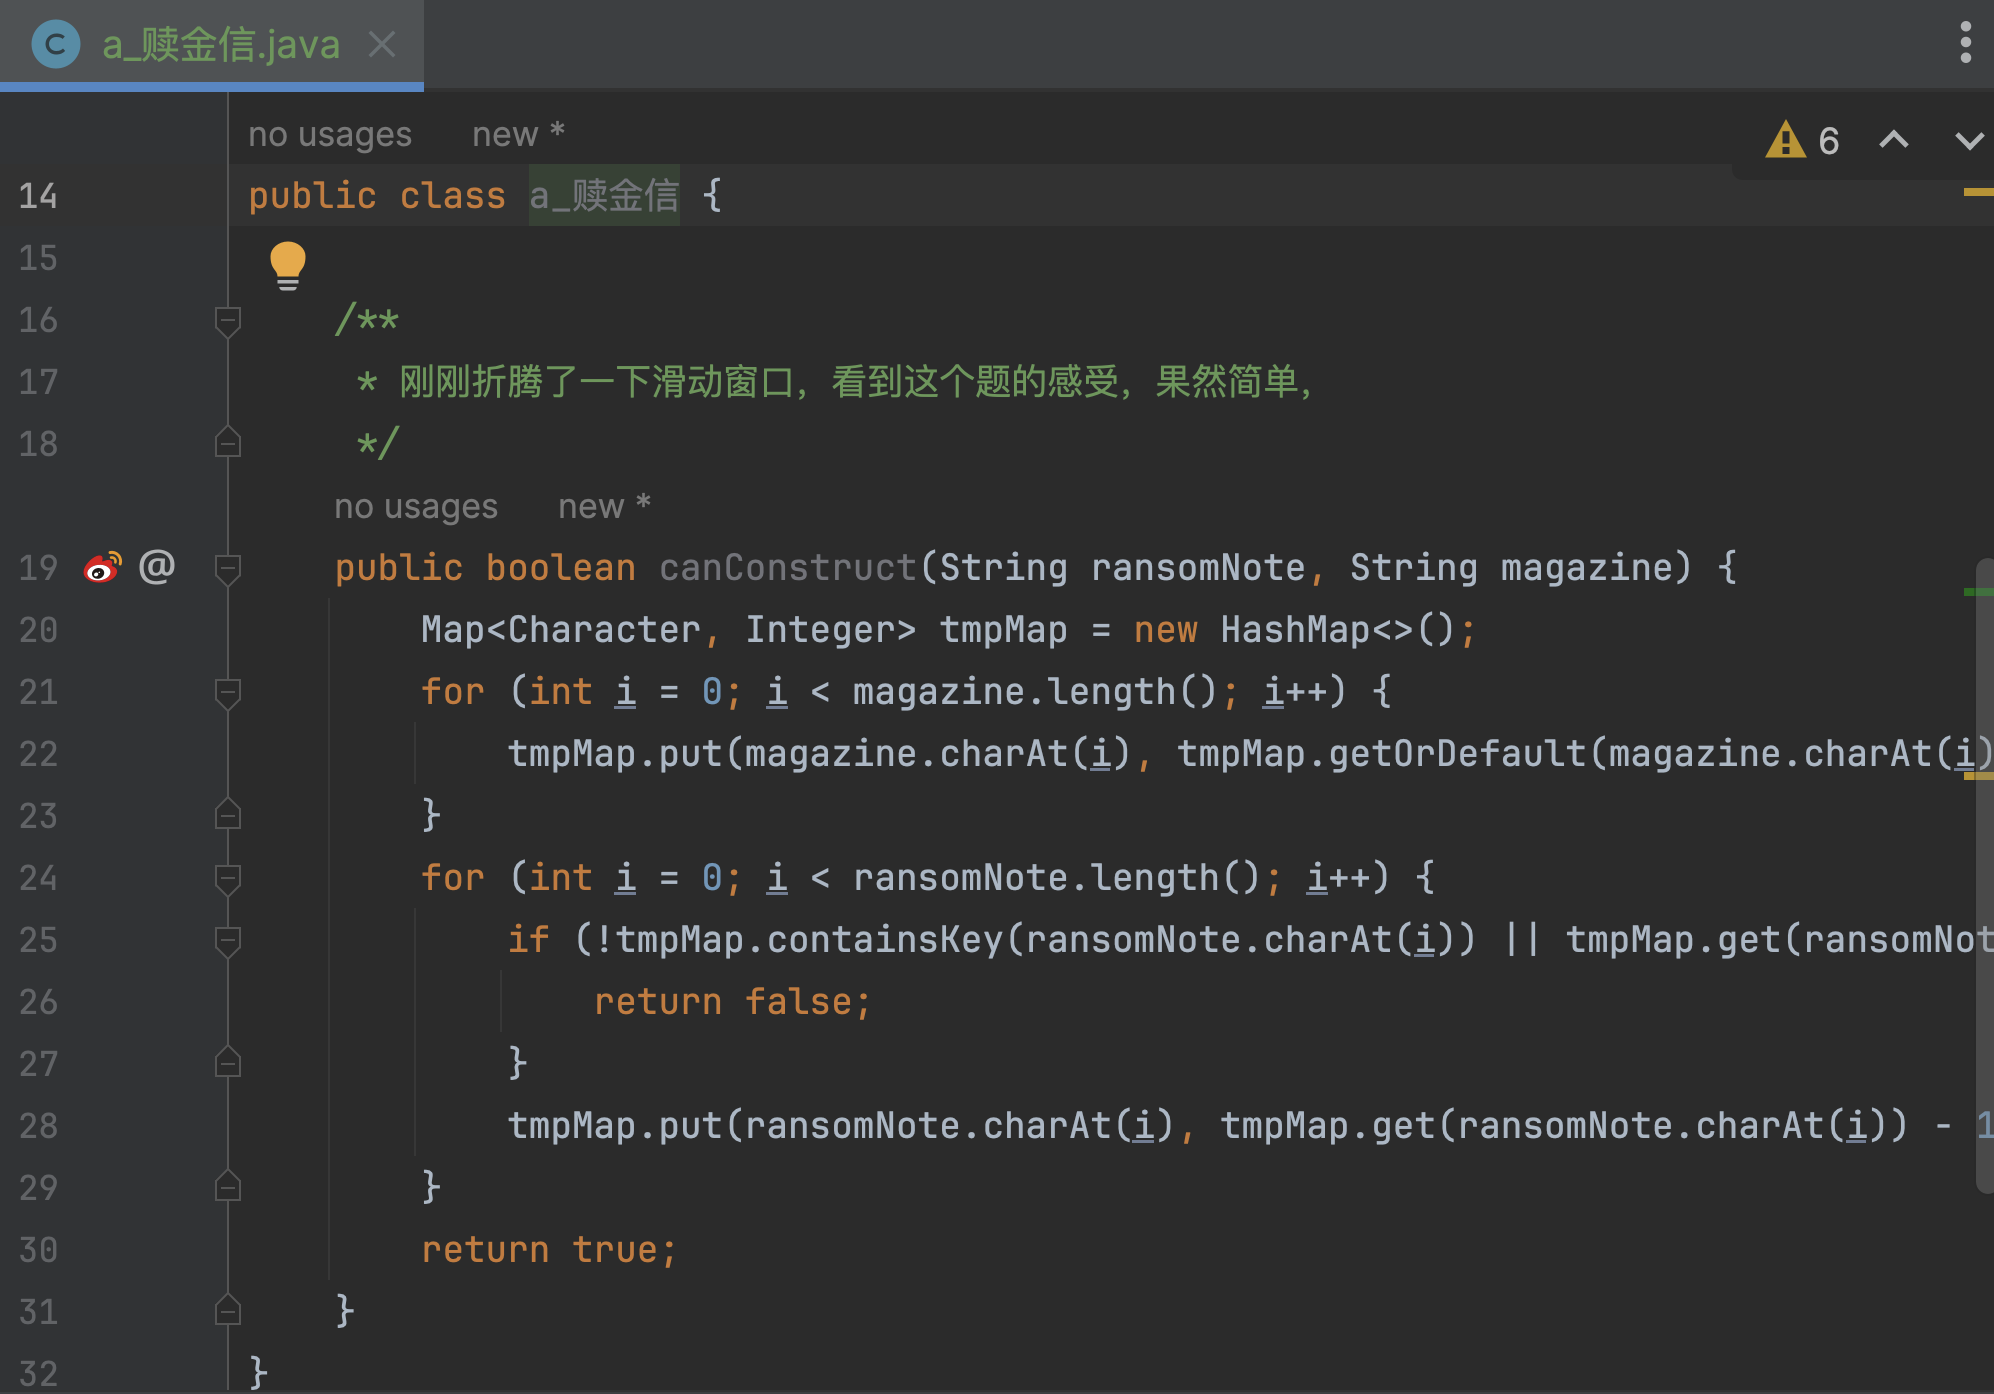 a_赎金信.java
no usages new *
6
14 public class a_赎金信 {
15
16 /**
17 * 刚刚折腾了一下滑动窗口，看到这个题的感受，果然简单，
18 */
no usages new *
19 @ public boolean canConstruct(String ransomNote, String magazine) {
20 Map<Character, Integer> tmpMap = new HashMap<>();
21 for (int i = 0; i < magazine.length(); i++) {
22 tmpMap.put(magazine.charAt(i), tmpMap.getOrDefault(magazine.charAt(i)
23 }
24 for (int i = 0; i < ransomNote.length(); i++) {
25 if (!tmpMap.containsKey(ransomNote.charAt(i)) || tmpMap.get(ransomNot
26 return false;
27 }
28 tmpMap.put(ransomNote.charAt(i), tmpMap.get(ransomNote.charAt(i)) - 1
29 }
30 return true;
31 }
32 }